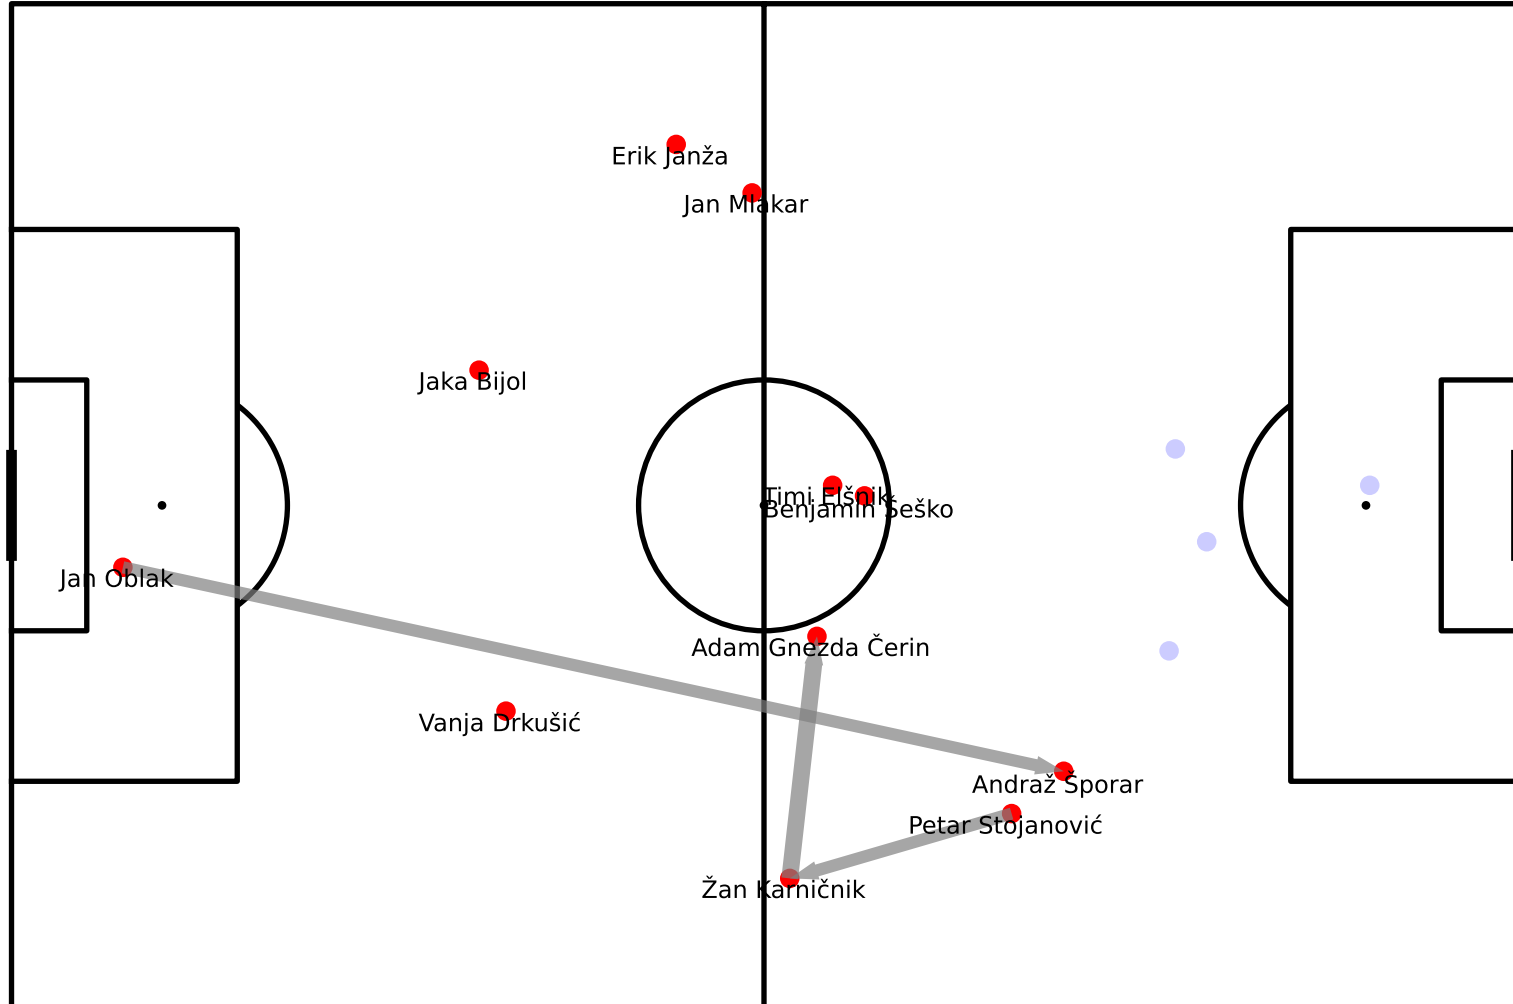 Erik Janža
Jan Mlakar
Jaka Bijol
Timi Elšnik
Benjamin Šeško
Jan Oblak
Adam Gnezda Čerin
Vanja Drkušić
Andraž Šporar
Petar Stojanović
Žan Karničnik